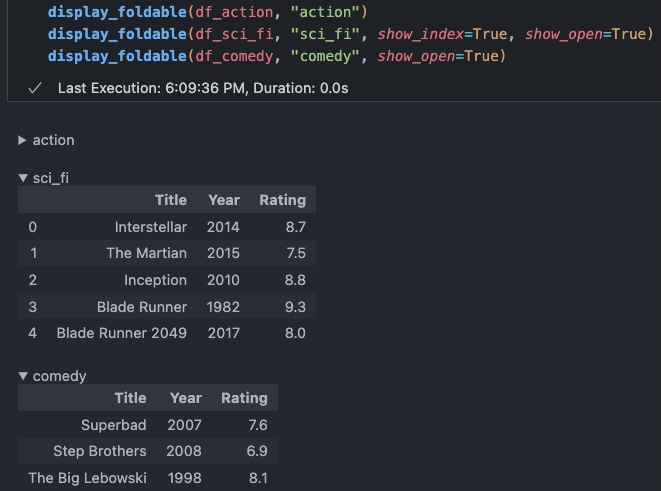 display_foldable(df_action, "action")
display_foldable(df_sci_fi, "sci_fi", show_index=True, show_open=True)
display_foldable(df_comedy, "comedy", show_open=True)
Last Execution: 6:09:36 PM, Duration: 0.0s
action
sci_fi
Title Year Rating
0 Interstellar 2014 8.7
1 The Martian 2015 7.5
2 Inception 2010 8.8
3 Blade Runner 1982 9.3
4 Blade Runner 2049 2017 8.0
comedy
Title Year Rating
Superbad 2007 7.6
Step Brothers 2008 6.9
The Big Lebowski 1998 8.1